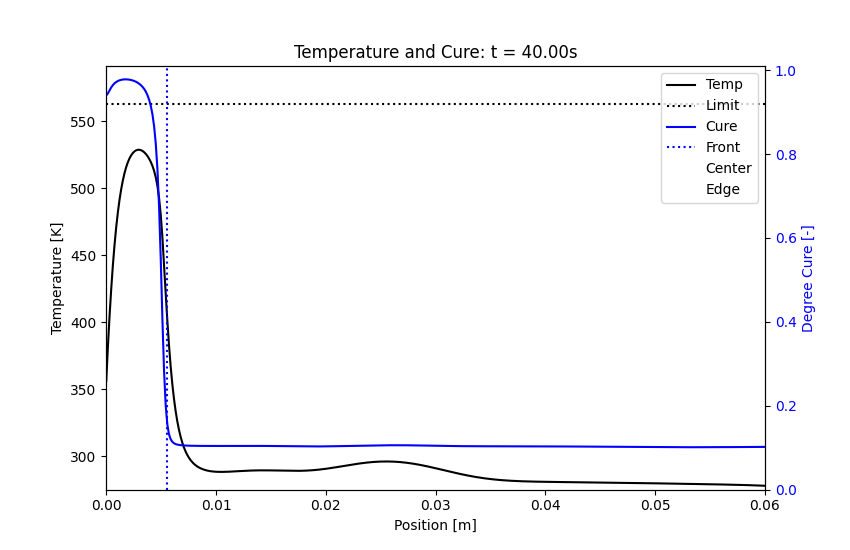 Temperature and Cure: t = 40.00s
Temp
Limit
Cure
Front
Center
Edge
550
500
450
400
350
300
Temperature [K]
1.0
0.8
0.6
0.4
0.2
0.0
Degree Cure [-]
0.00 0.01 0.02 0.03 0.04 0.05 0.06
Position [m]